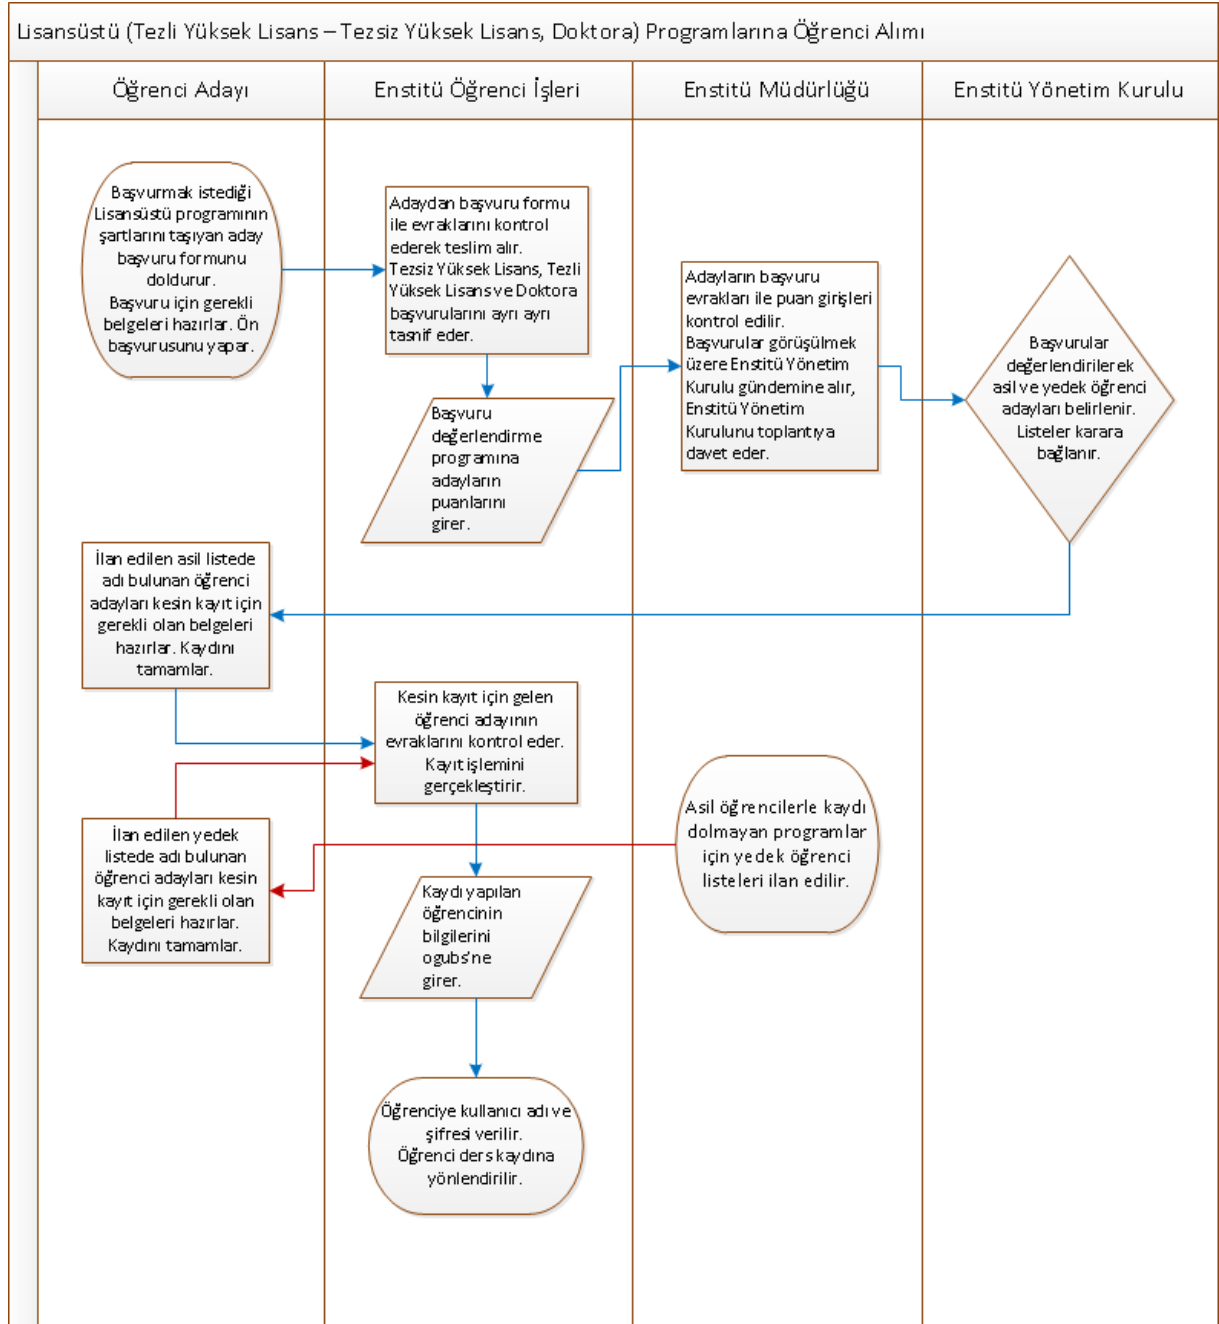 Lisansüstü (Tezli Yüksek Lisans – Tezsiz Yüksek Lisans, Doktora) Programlarına Öğrenci Alımı
Öğrenci Adayı
Enstitü Öğrenci İşleri
Enstitü Müdürlüğü
Enstitü Yönetim Kurulu
Başvurmak istediği
Lisansüstü programının
şartlarını taşıyan aday
başvuru formunu
doldurur.
Başvuru için gerekli
belgeleri hazırlar. Ön
başvurusunu yapar.
Adaydan başvuru formu
ile evraklarını kontrol
ederek teslim alır.
Tezsiz Yüksek Lisans, Tezli
Yüksek Lisans ve Doktora
başvurularını ayrı ayrı
tasnif eder.
Başvuru
değerlendirme
programına
adayların
puanlarını
girer.
Adayların başvuru
evrakları ile puan girişleri
kontrol edilir.
Başvurular görüşülmek
üzere Enstitü Yönetim
Kurulu gündemine alır,
Enstitü Yönetim
Kurulunu toplantıya
davet eder.
Başvurular
değerlendirilerek
asil ve yedek öğrenci
adayları belirlenir.
Listeler karara
bağlanır.
İlan edilen asil listede
adı bulunan öğrenci
adayları kesin kayıt için
gerekli olan belgeleri
hazırlar. Kaydını
tamamlar.
Kesin kayıt için gelen
öğrenci adayının
evraklarını kontrol eder.
Kayıt işlemini
gerçekleştirir.
Asil öğrencilerle kaydı
dolmayan programlar
için yedek öğrenci
listeleri ilan edilir.
İlan edilen yedek
listede adı bulunan
öğrenci adayları kesin
kayıt için gerekli olan
belgeleri hazırlar.
Kaydını tamamlar.
Kaydı yapılan
öğrencinin
bilgilerini
ogubs'ne
girer.
Öğrenciye kullanıcı adı ve
şifresi verilir.
Öğrenci ders kaydına
yönlendirilir.